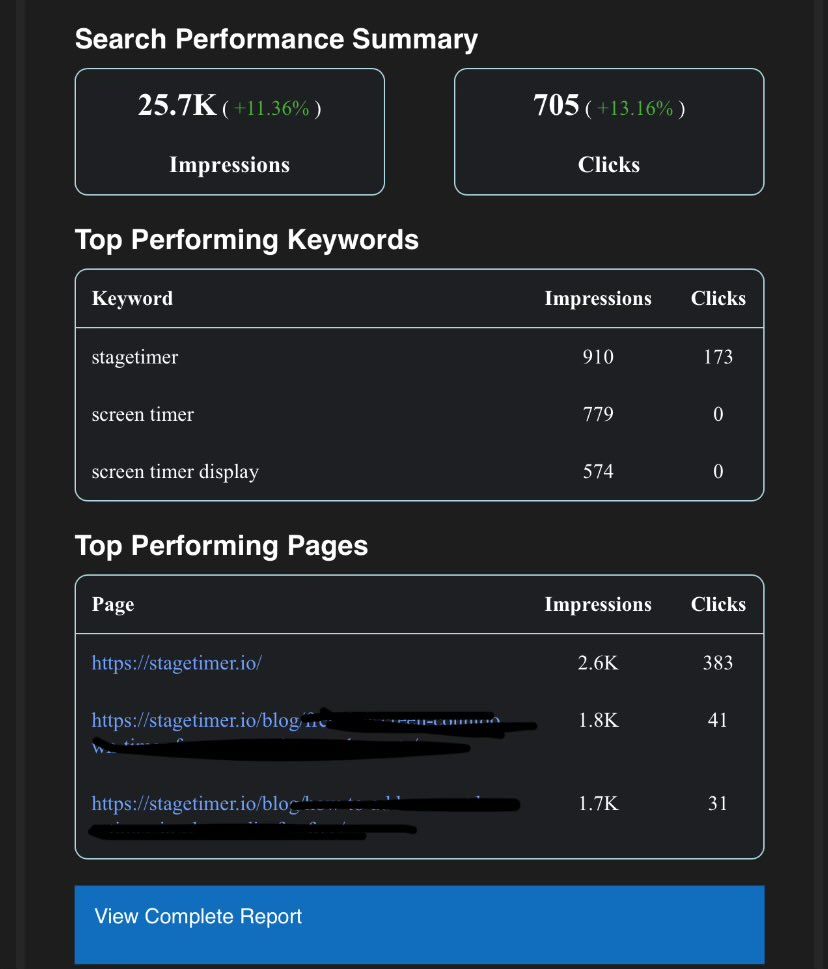 Search Performance Summary
25.7K ( +11.36% )
705 ( +13.16% )
Impressions
Clicks
Top Performing Keywords
Keyword Impressions Clicks
stagetimer 910 173
screen timer 779 0
screen timer display 574 0
Top Performing Pages
Page Impressions Clicks
https://stagetimer.io/ 2.6K 383
https://stagetimer.io/blog/ 1.8K 41
https://stagetimer.io/blog/ 1.7K 31
View Complete Report